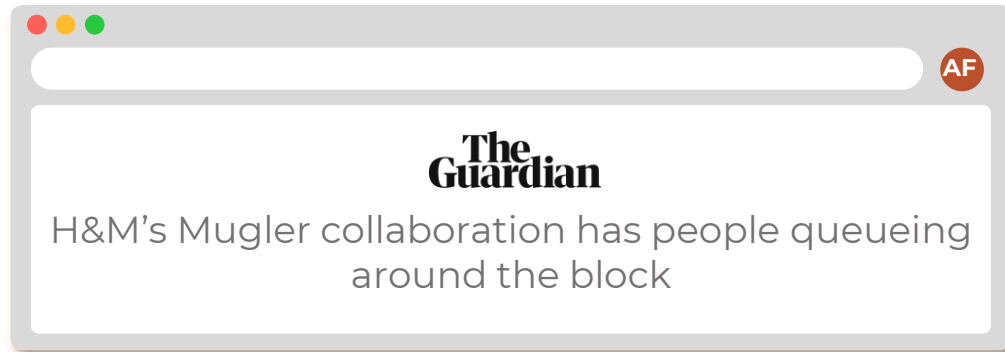 AF
The
Guardian
H&M’s Mugler collaboration has people queueing
around the block